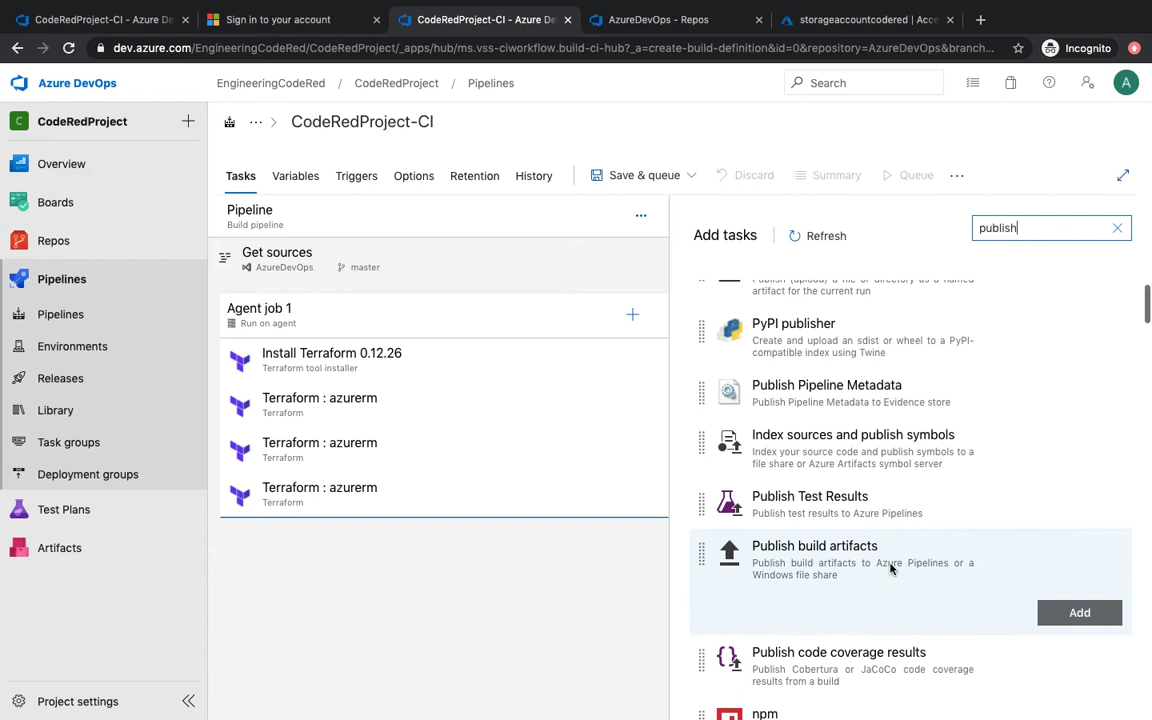 CodeRedProject-CI - Azure De
Sign in to your account
CodeRedProject-CI - Azure De
AzureDevOps - Repos
storageaccountcodered | Acce
dev.azure.com/EngineeringCodeRed/CodeRedProject/_apps/hub/ms.vss-ciworkflow.build-ci-hub?_a=create-build-definition&id=0&repository=AzureDevOps&branch...
Incognito
Azure DevOps
EngineeringCodeRed / CodeRedProject / Pipelines
Search
A
C CodeRedProject
Overview
Boards
Repos
Pipelines
Pipelines
Environments
Releases
Library
Task groups
Deployment groups
Test Plans
Artifacts
Project settings
... > CodeRedProject-CI
Tasks
Variables
Triggers
Options
Retention
History
Save & queue
Discard
Summary
Queue
...
Pipeline
Build pipeline
...
Get sources
AzureDevOps
master
Agent job 1
Run on agent
Install Terraform 0.12.26
Terraform tool installer
Terraform : azurerm
Terraform
Terraform : azurerm
Terraform
Terraform : azurerm
Terraform
Add tasks
Refresh
publish
Publish (upload) a file or directory as a named
artifact for the current run
PyPI publisher
Create and upload an sdist or wheel to a PyPI-
compatible index using Twine
Publish Pipeline Metadata
Publish Pipeline Metadata to Evidence store
Index sources and publish symbols
Index your source code and publish symbols to a
file share or Azure Artifacts symbol server
Publish Test Results
Publish test results to Azure Pipelines
Publish build artifacts
Publish build artifacts to Azure Pipelines or a
Windows file share
Add
Publish code coverage results
Publish Cobertura or JaCoCo code coverage
results from a build
npm